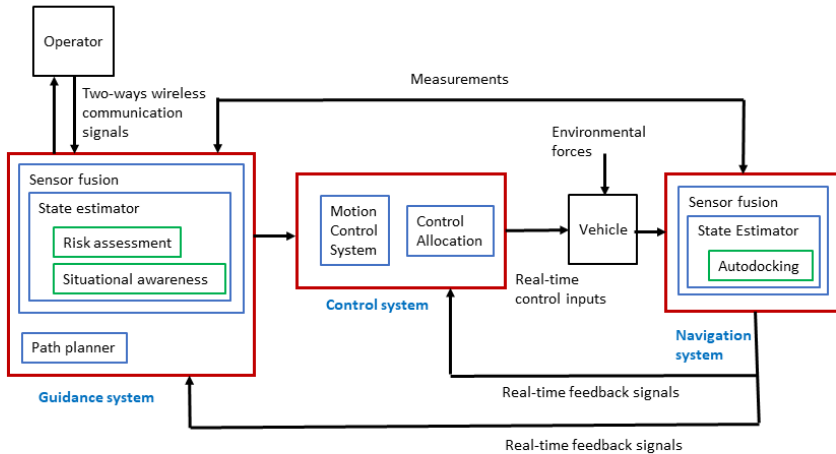 Operator
Two-ways wireless
communication
signals
Measurements
Environmental
forces
Sensor fusion
State estimator
Risk assessment
Situational awareness
Path planner
Guidance system
Motion
Control
System
Control
Allocation
Control system
Vehicle
Real-time
control inputs
Sensor fusion
State Estimator
Autodocking
Navigation
system
Real-time feedback signals
Real-time feedback signals